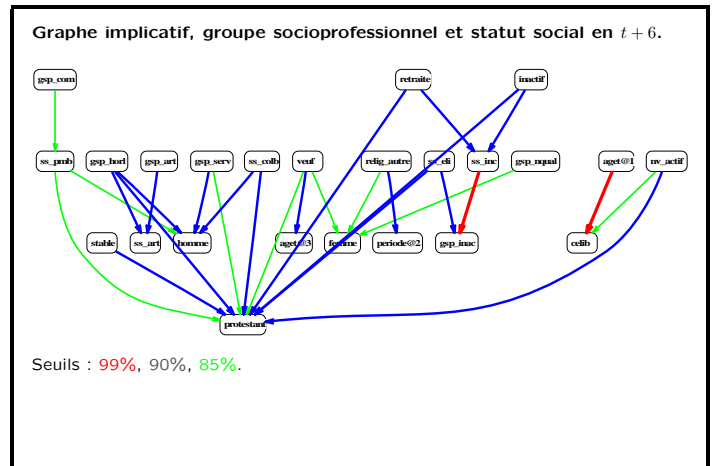 Graphe implicatif, groupe socioprofessionnel et statut social en t + 6.
gsp_com retraite inactif
ss_pmb gsp_horl gsp_art gsp_serv ss_colb veuf relig_autre ss_eli ss_inc gsp_nqual aget@1 nv_actif
stable ss_art homme aget@3 femme periode@2 gsp_inac celib
protestant
Seuils : 99%, 90%, 85%.